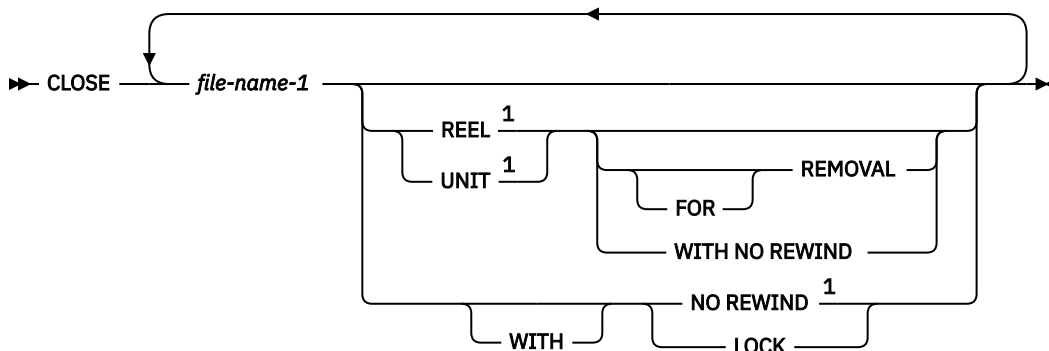 CLOSE file-name-1
REEL 1
UNIT 1
REMOVAL
FOR
WITH NO REWIND
NO REWIND 1
WITH
LOCK